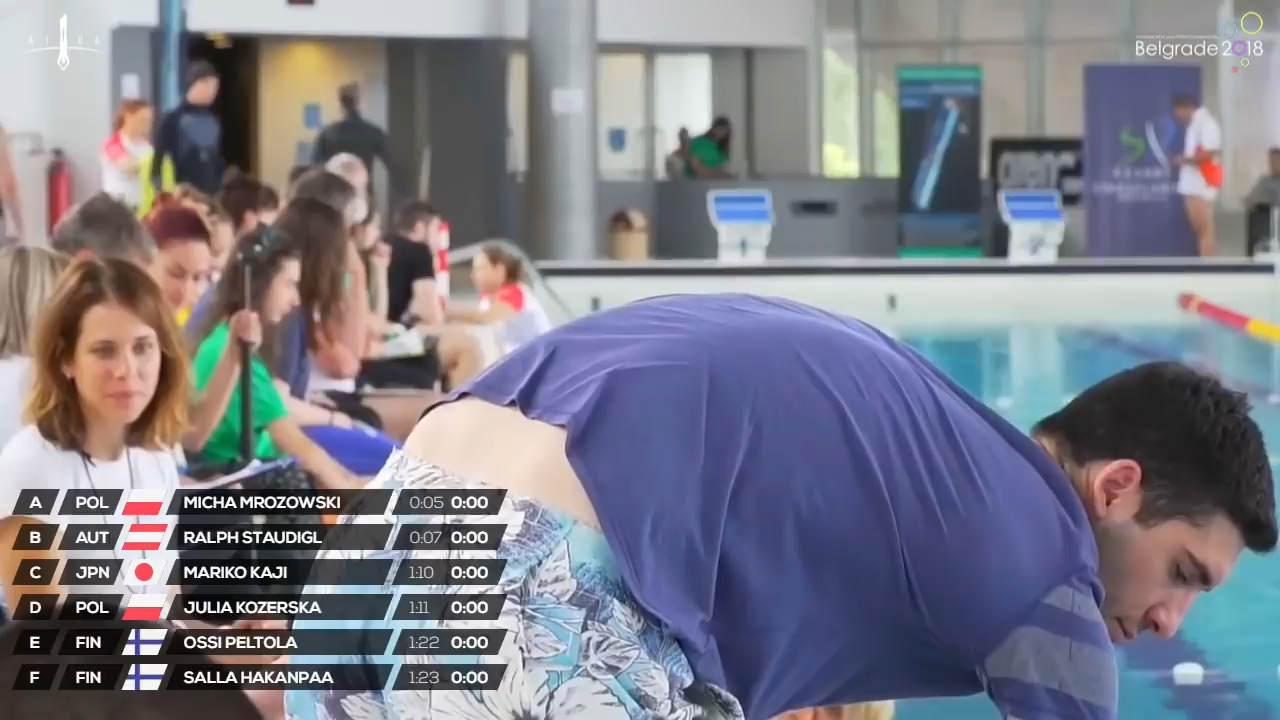 AIDA
Belgrade 2018
arena
A POL MICHA MROZOWSKI 0:05 0:00
B AUT RALPH STAUDIGL 0:07 0:00
C JPN MARIKO KAJI 1:10 0:00
D POL JULIA KOZERSKA 1:11 0:00
E FIN OSSI PELTOLA 1:22 0:00
F FIN SALLA HAKANPAA 1:23 0:00